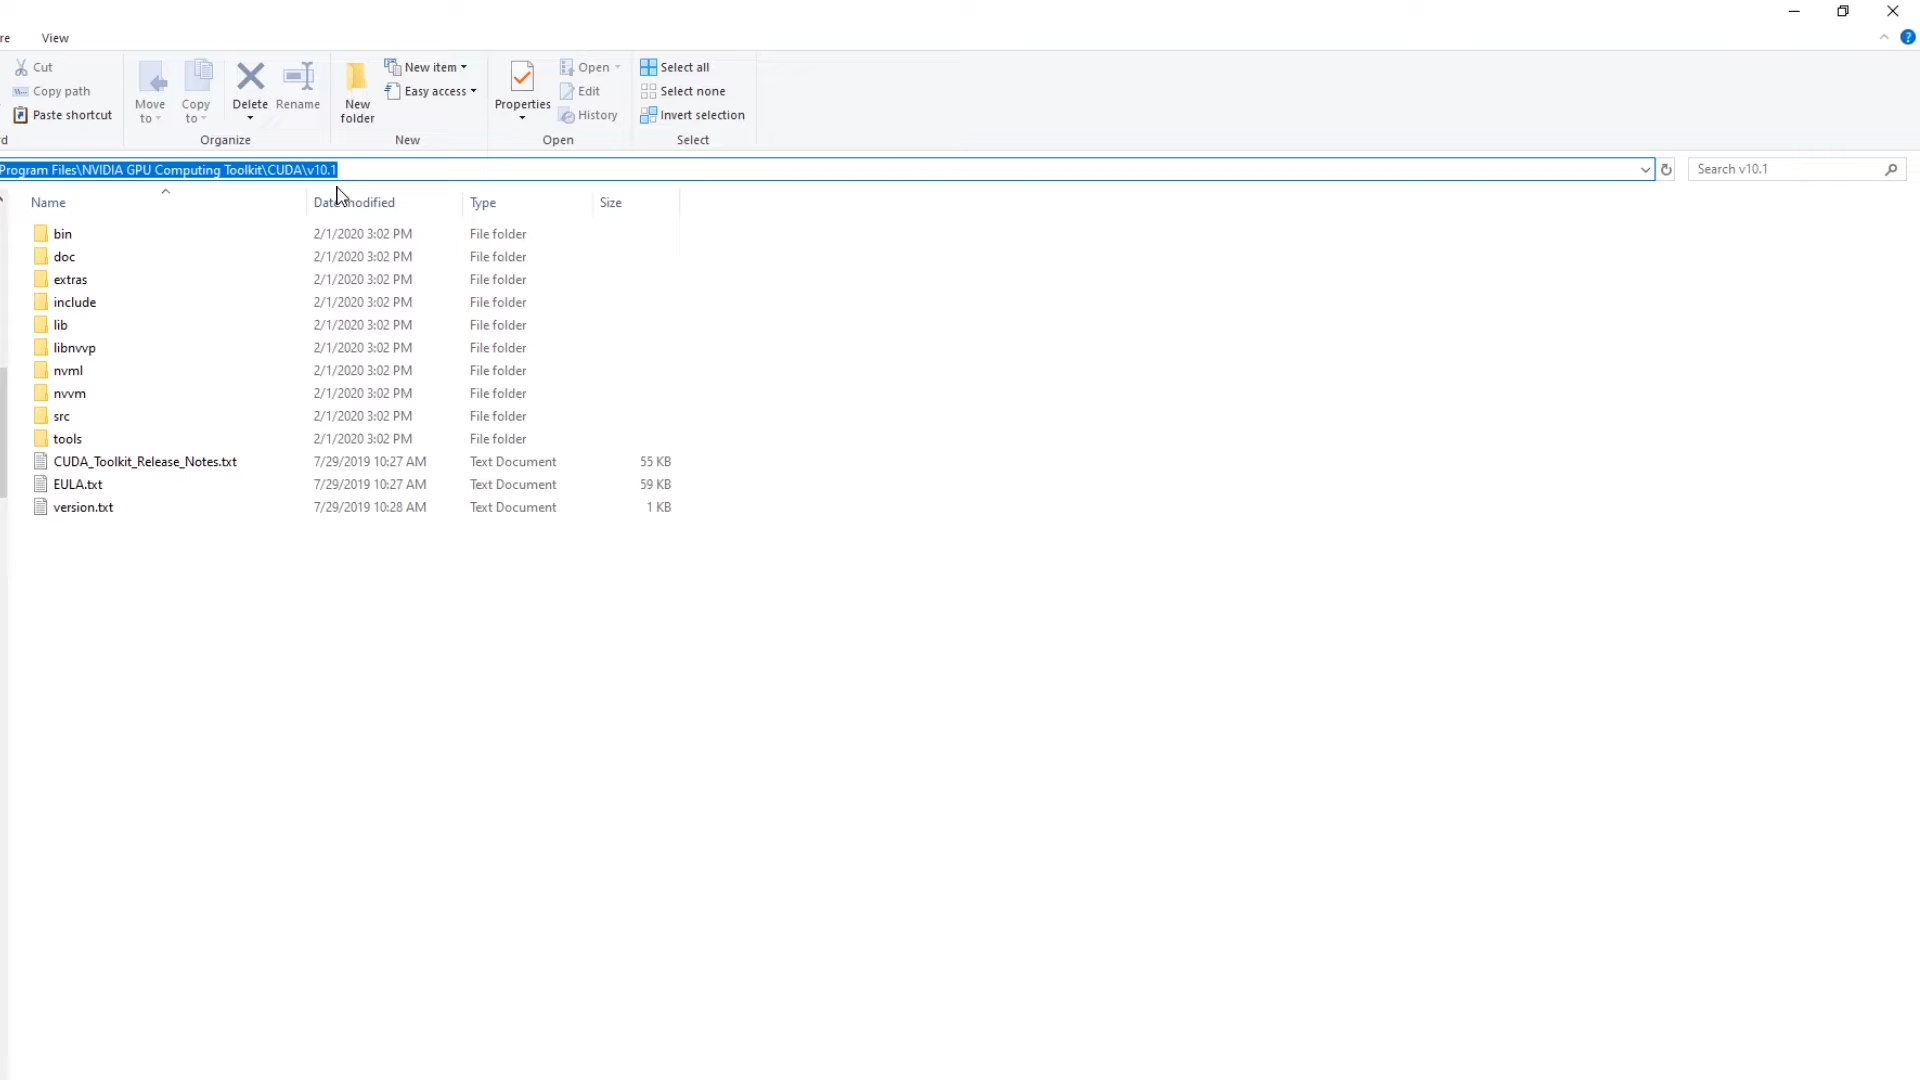 re View
Cut
Copy path
Paste shortcut
d
Move to
Copy to
Delete
Rename
Organize
New folder
New item
Easy access
New
Properties
Open
Edit
History
Open
Select all
Select none
Invert selection
Select
Program Files\NVIDIA GPU Computing Toolkit\CUDA\v10.1
Search v10.1
Name Date modified Type Size
bin 2/1/2020 3:02 PM File folder
doc 2/1/2020 3:02 PM File folder
extras 2/1/2020 3:02 PM File folder
include 2/1/2020 3:02 PM File folder
lib 2/1/2020 3:02 PM File folder
libnvvp 2/1/2020 3:02 PM File folder
nvml 2/1/2020 3:02 PM File folder
nvvm 2/1/2020 3:02 PM File folder
src 2/1/2020 3:02 PM File folder
tools 2/1/2020 3:02 PM File folder
CUDA_Toolkit_Release_Notes.txt 7/29/2019 10:27 AM Text Document 55 KB
EULA.txt 7/29/2019 10:27 AM Text Document 59 KB
version.txt 7/29/2019 10:28 AM Text Document 1 KB